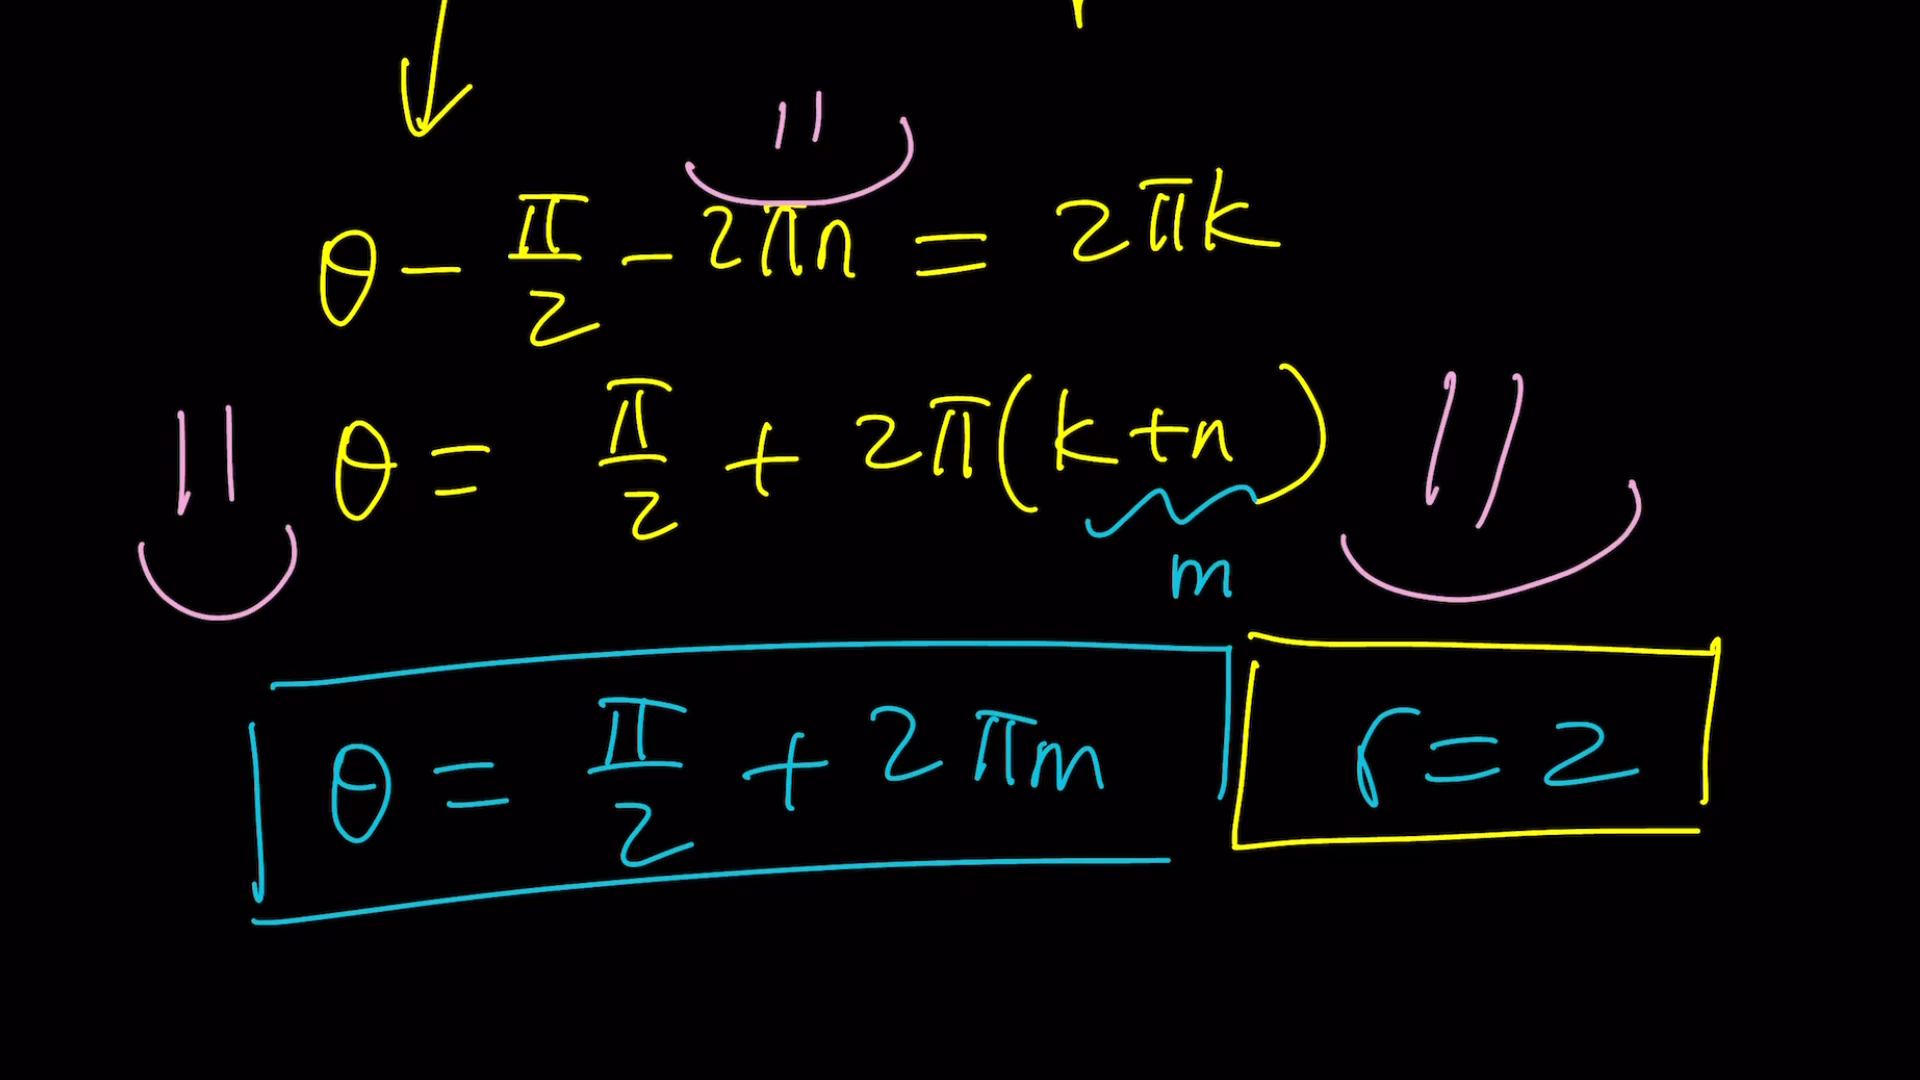 θ - π/2 - 2πn = 2πk
θ = π/2 + 2π(k+n)
m
θ = π/2 + 2πm
r = 2